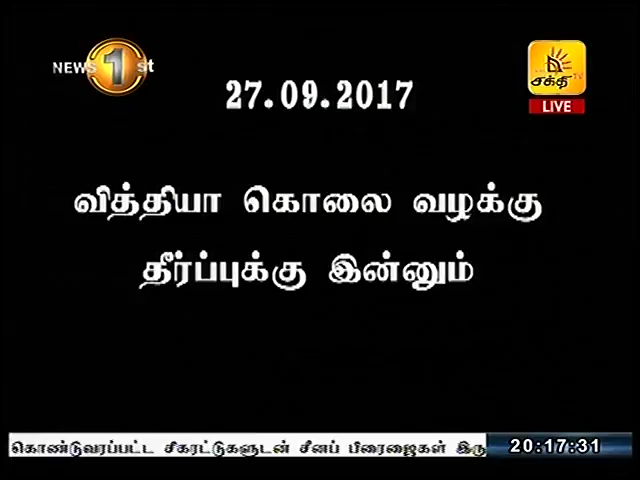 NEWS 1st
சக்தி TV
LIVE
27.09.2017
வித்தியா கொலை வழக்கு
தீர்ப்புக்கு இன்னும்
கொண்டுவரப்பட்ட சிகரட்டுகளுடன் சீனப் பிரைஜைகள் இரு
20:17:31